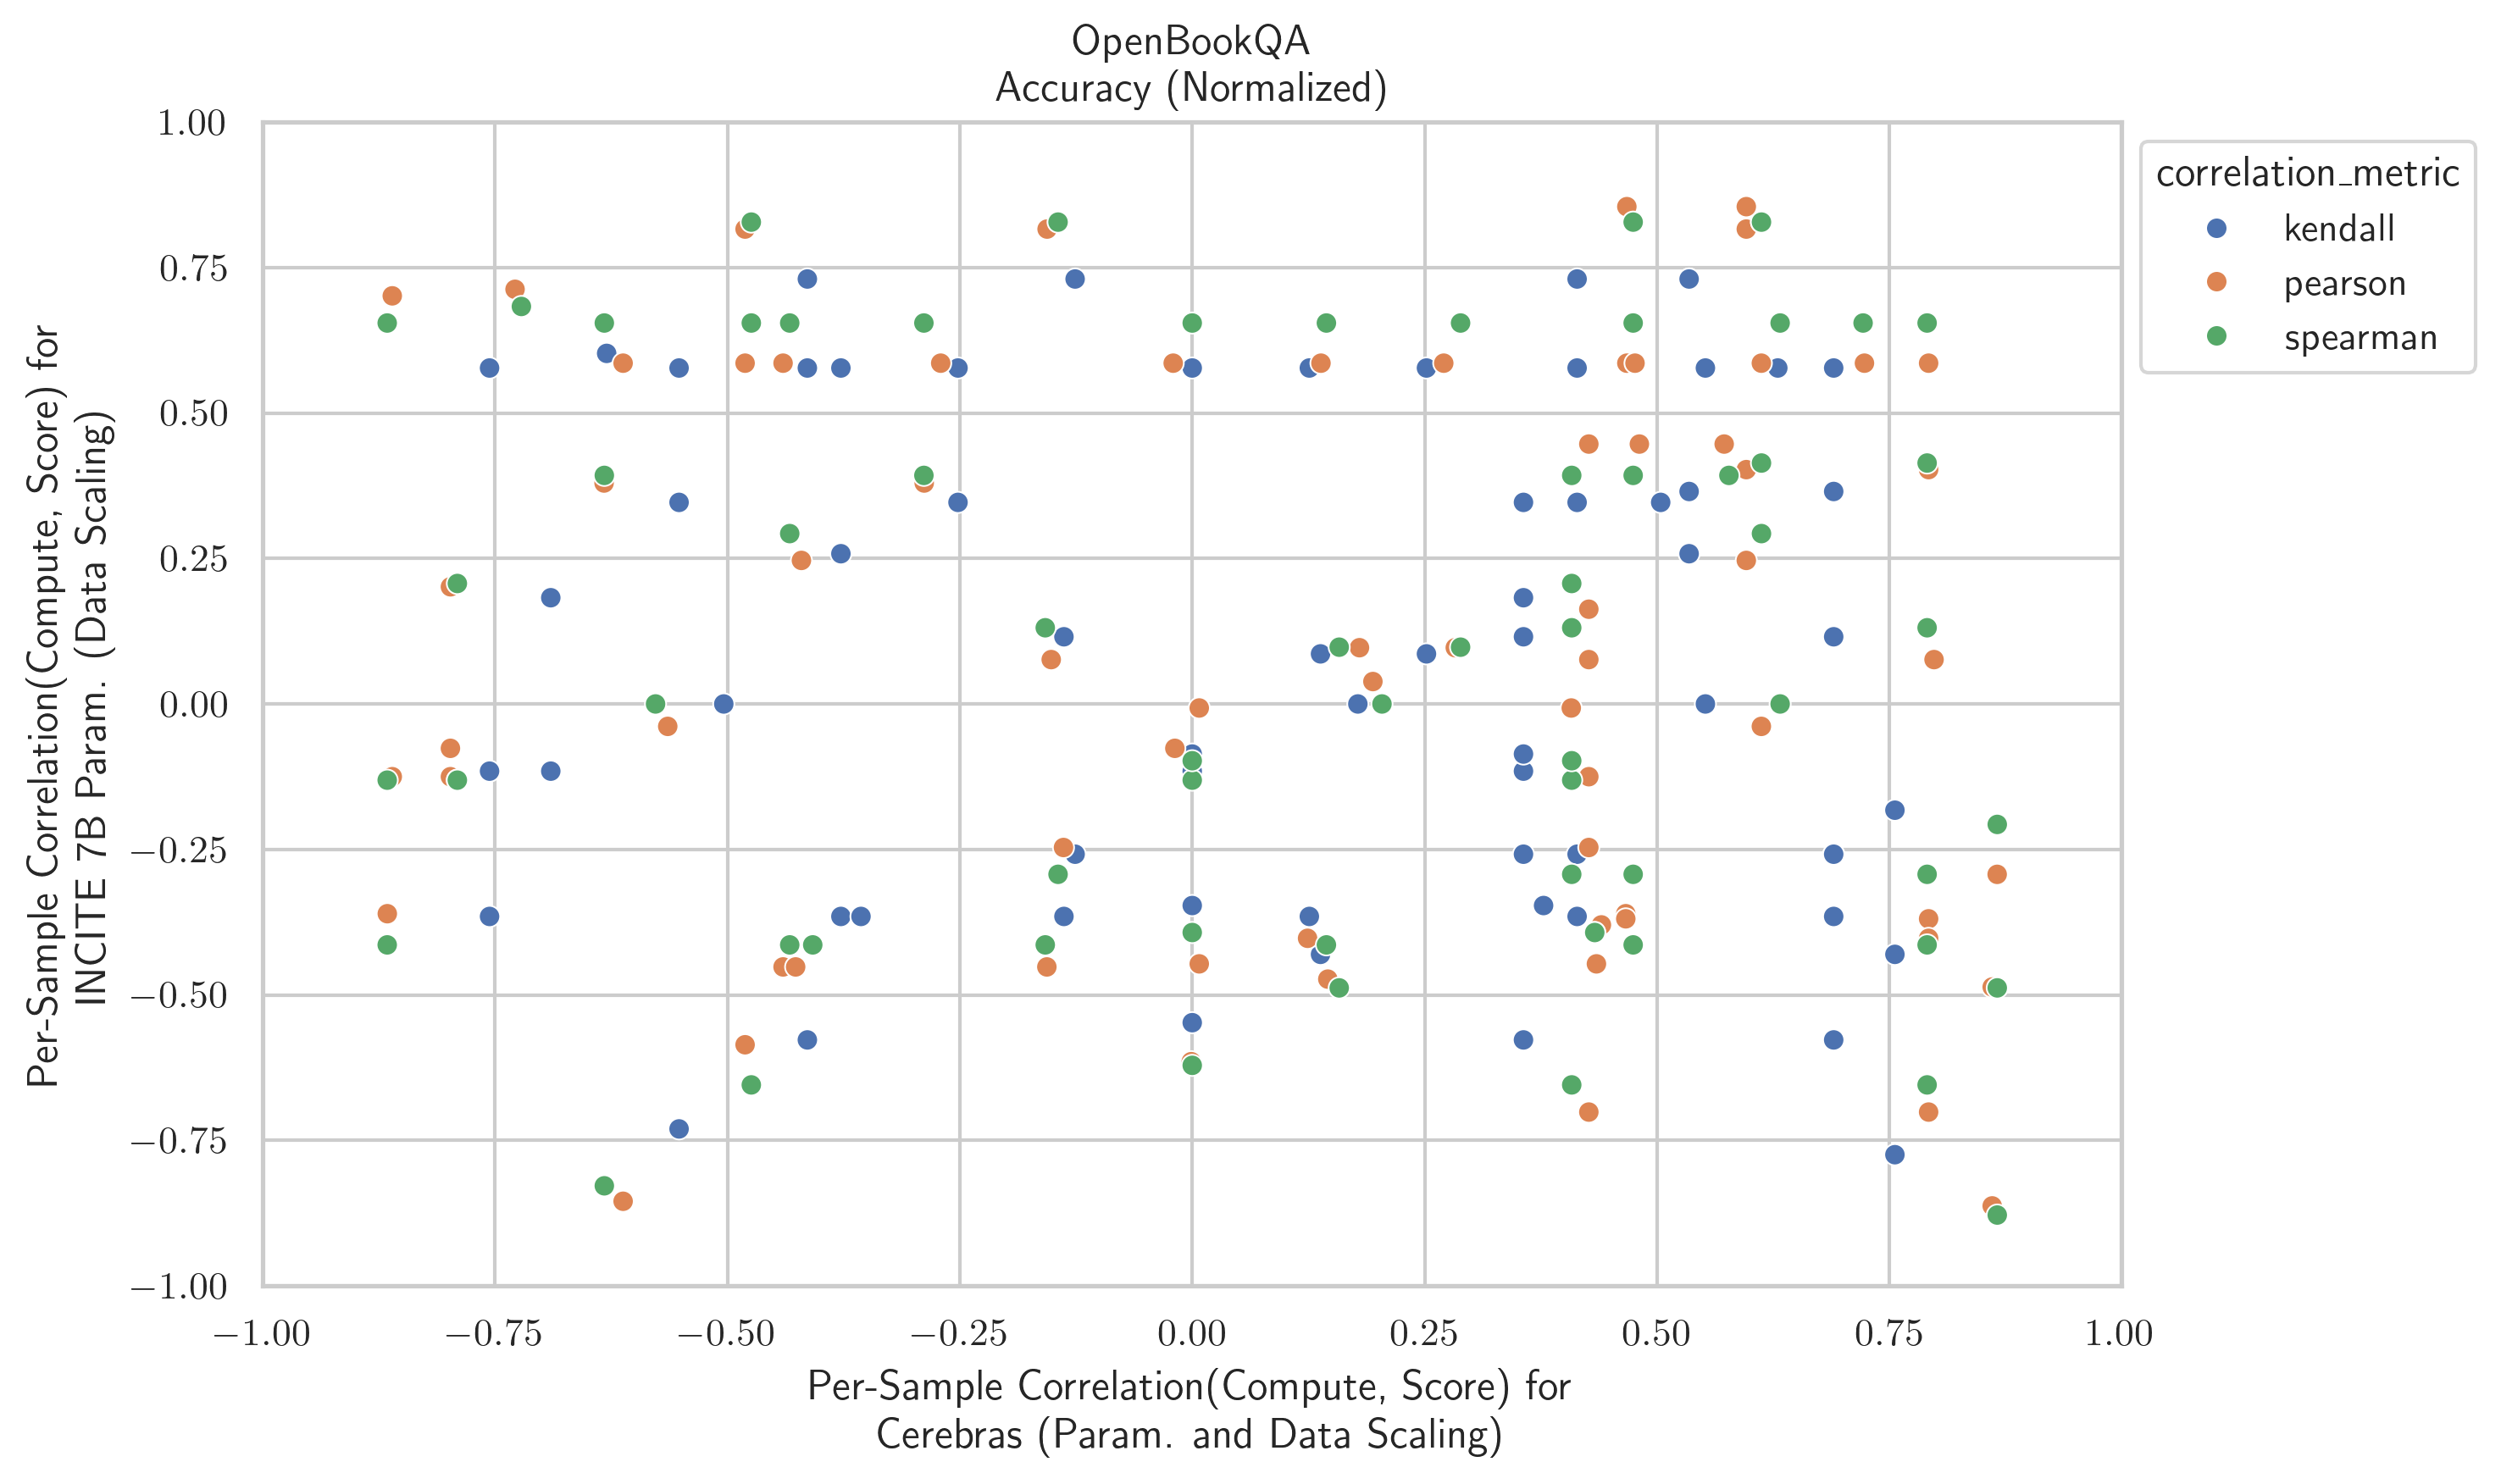 OpenBookQA
Accuracy (Normalized)
Per-Sample Correlation(Compute, Score) for
INCITE 7B Param. (Data Scaling)
1.00
0.75
0.50
0.25
0.00
−0.25
−0.50
−0.75
−1.00
−1.00
−0.75
−0.50
−0.25
0.00
0.25
0.50
0.75
1.00
Per-Sample Correlation(Compute, Score) for
Cerebras (Param. and Data Scaling)
correlation_metric
kendall
pearson
spearman